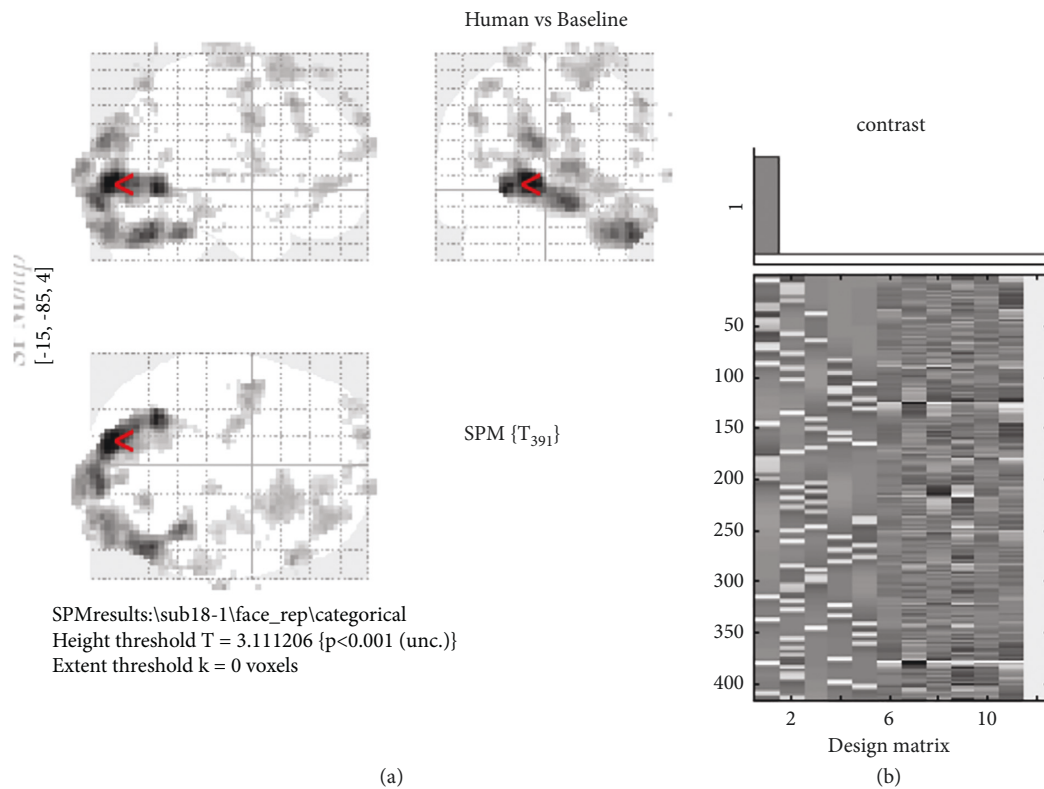 Human vs Baseline
[-15, -85, 4]
SPM {T391}
SPMresults:\sub18-1\face_rep\categorical
Height threshold T = 3.111206 {p<0.001 (unc.)}
Extent threshold k = 0 voxels
(a)
contrast
1
50
100
150
200
250
300
350
400
2
6
10
Design matrix
(b)